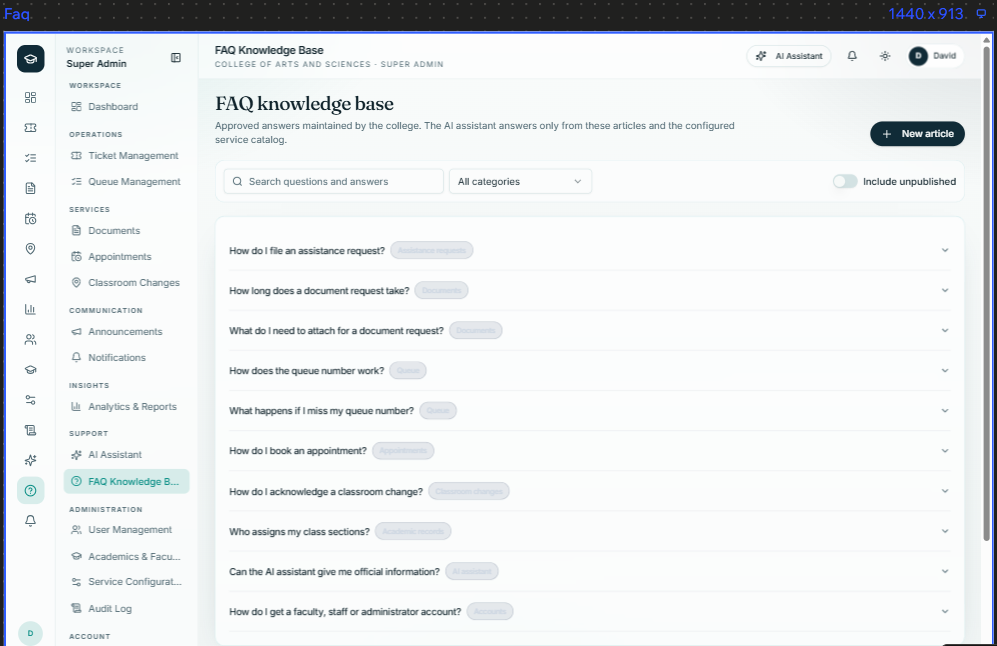 Faq
1440 x 913
WORKSPACE
Super Admin
WORKSPACE
Dashboard
OPERATIONS
Ticket Management
Queue Management
SERVICES
Documents
Appointments
Classroom Changes
COMMUNICATION
Announcements
Notifications
INSIGHTS
Analytics & Reports
SUPPORT
AI Assistant
FAQ Knowledge B...
ADMINISTRATION
User Management
Academics & Facu...
Service Configurat...
Audit Log
ACCOUNT
D
FAQ Knowledge Base
COLLEGE OF ARTS AND SCIENCES - SUPER ADMIN
AI Assistant
D David
FAQ knowledge base
Approved answers maintained by the college. The AI assistant answers only from these articles and the configured
service catalog.
New article
Search questions and answers
All categories
Include unpublished
How do I file an assistance request? Assistance requests
How long does a document request take? Documents
What do I need to attach for a document request? Documents
How does the queue number work? Queue
What happens if I miss my queue number? Queue
How do I book an appointment? Appointments
How do I acknowledge a classroom change? Classroom changes
Who assigns my class sections? Academic records
Can the AI assistant give me official information? AI assistant
How do I get a faculty, staff or administrator account? Accounts